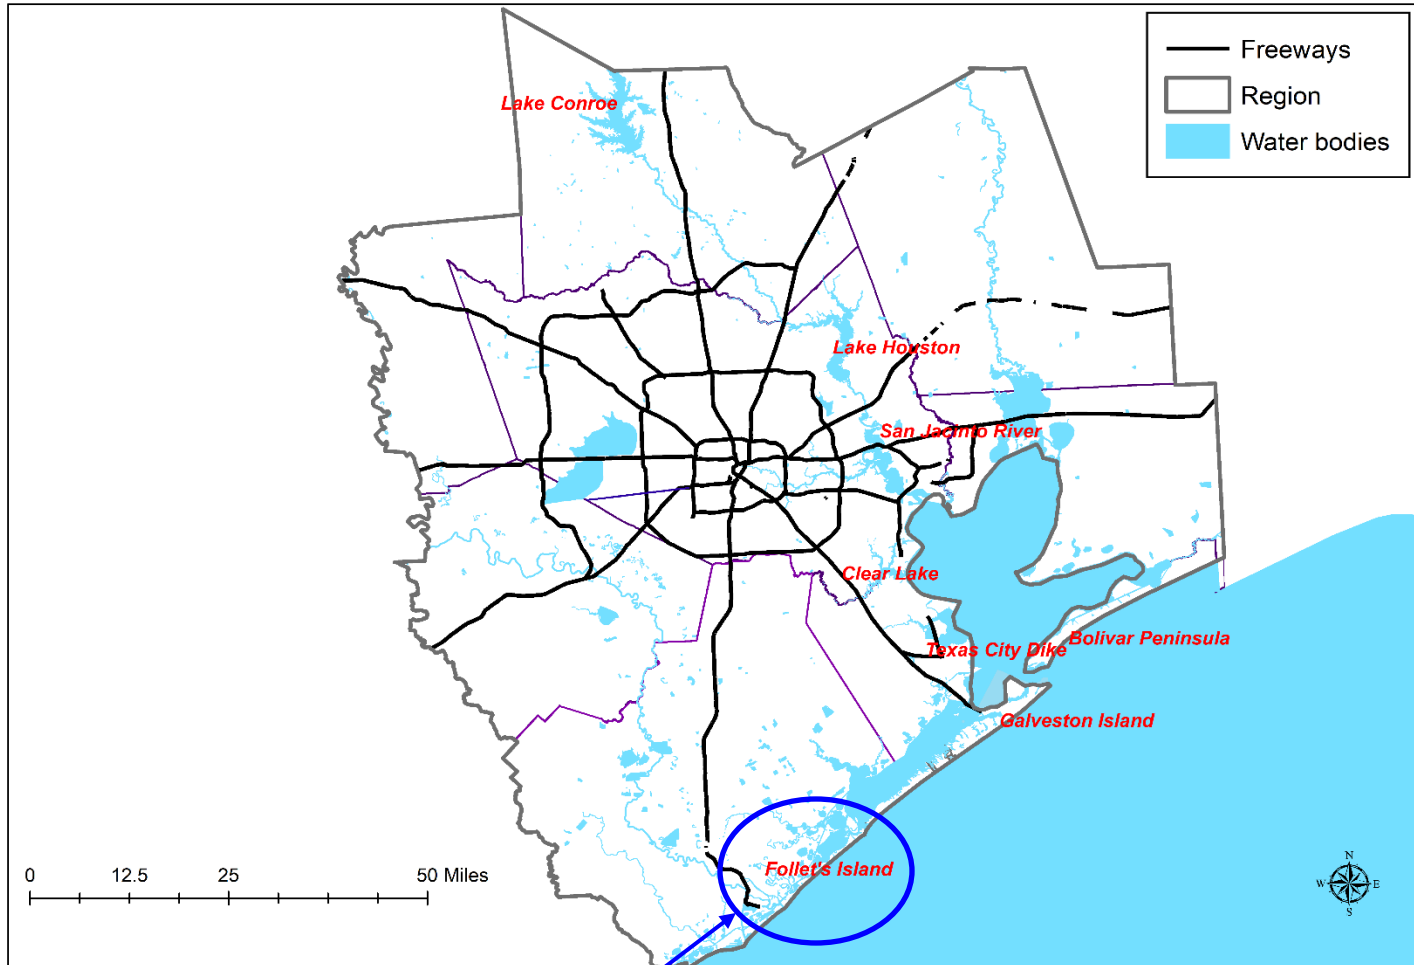 Freeways
Region
Water bodies
Lake Conroe
Lake Houston
San Jacinto River
Clear Lake
Texas City Dike
Bolivar Peninsula
Galveston Island
Follet's Island
0 12.5 25 50 Miles
N
W E
S